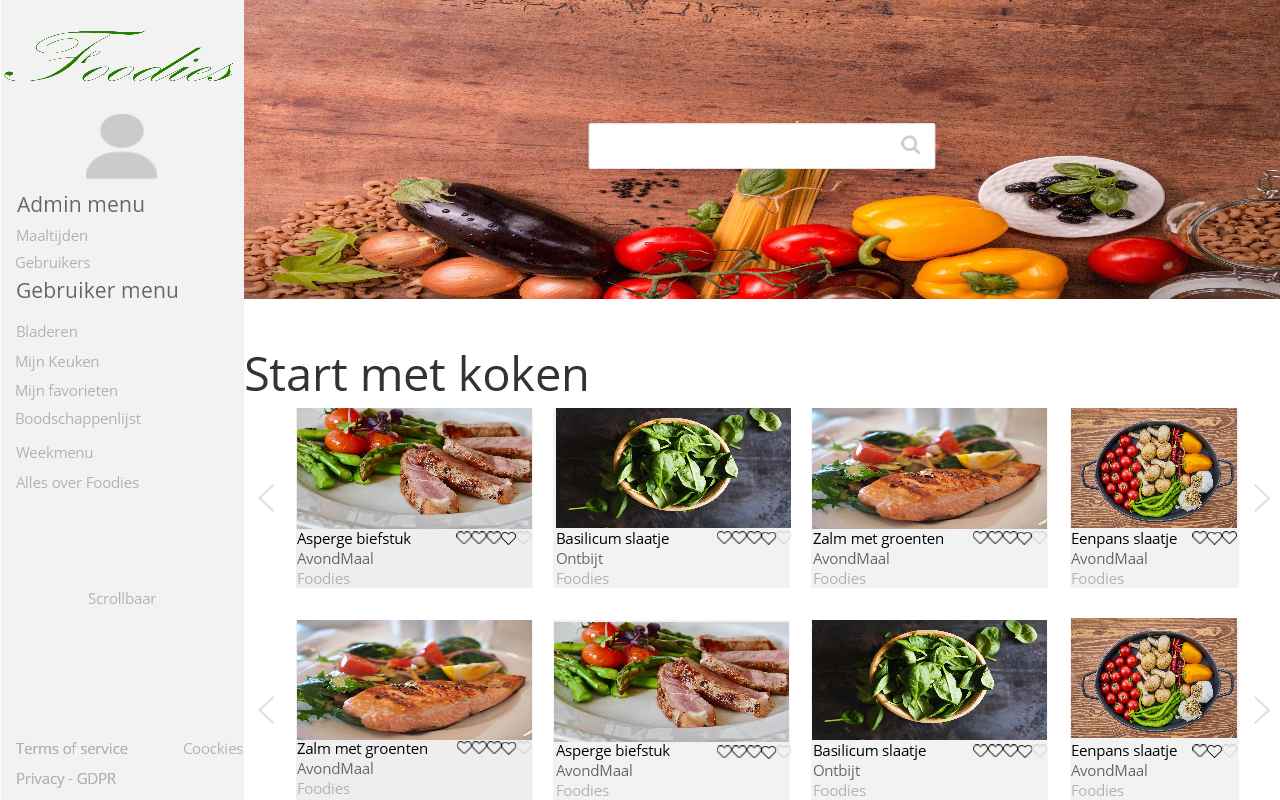 Foodies
Admin menu
Maaltijden
Gebruikers
Gebruiker menu
Bladeren
Mijn Keuken
Mijn favorieten
Boodschappenlijst
Weekmenu
Alles over Foodies
Scrollbaar
Terms of service Coockies
Privacy - GDPR
Start met koken
Asperge biefstuk
AvondMaal
Foodies
Basilicum slaatje
Ontbijt
Foodies
Zalm met groenten
AvondMaal
Foodies
Eenpans slaatje
AvondMaal
Foodies
Zalm met groenten
AvondMaal
Foodies
Asperge biefstuk
AvondMaal
Foodies
Basilicum slaatje
Ontbijt
Foodies
Eenpans slaatje
AvondMaal
Foodies